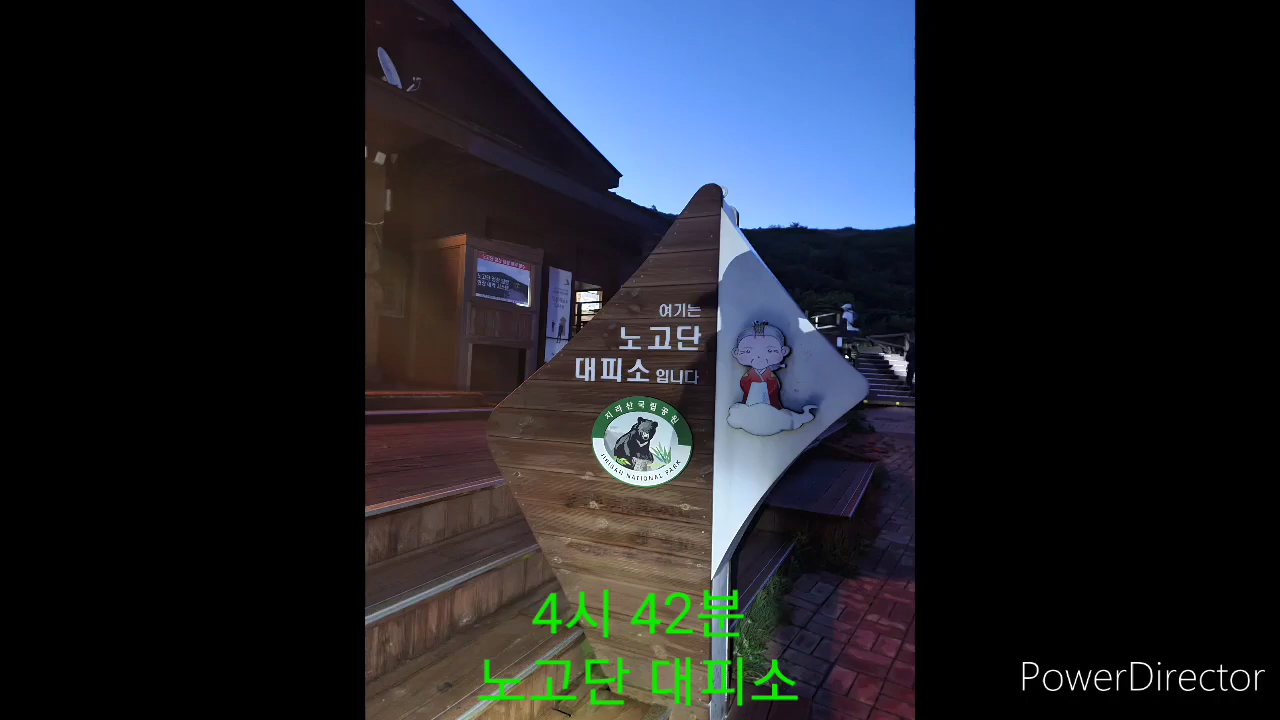 여기는
노고단
대피소 입니다
지리산국립공원
JIRISAN NATIONAL PARK
4시 42분
노고단 대피소
PowerDirector